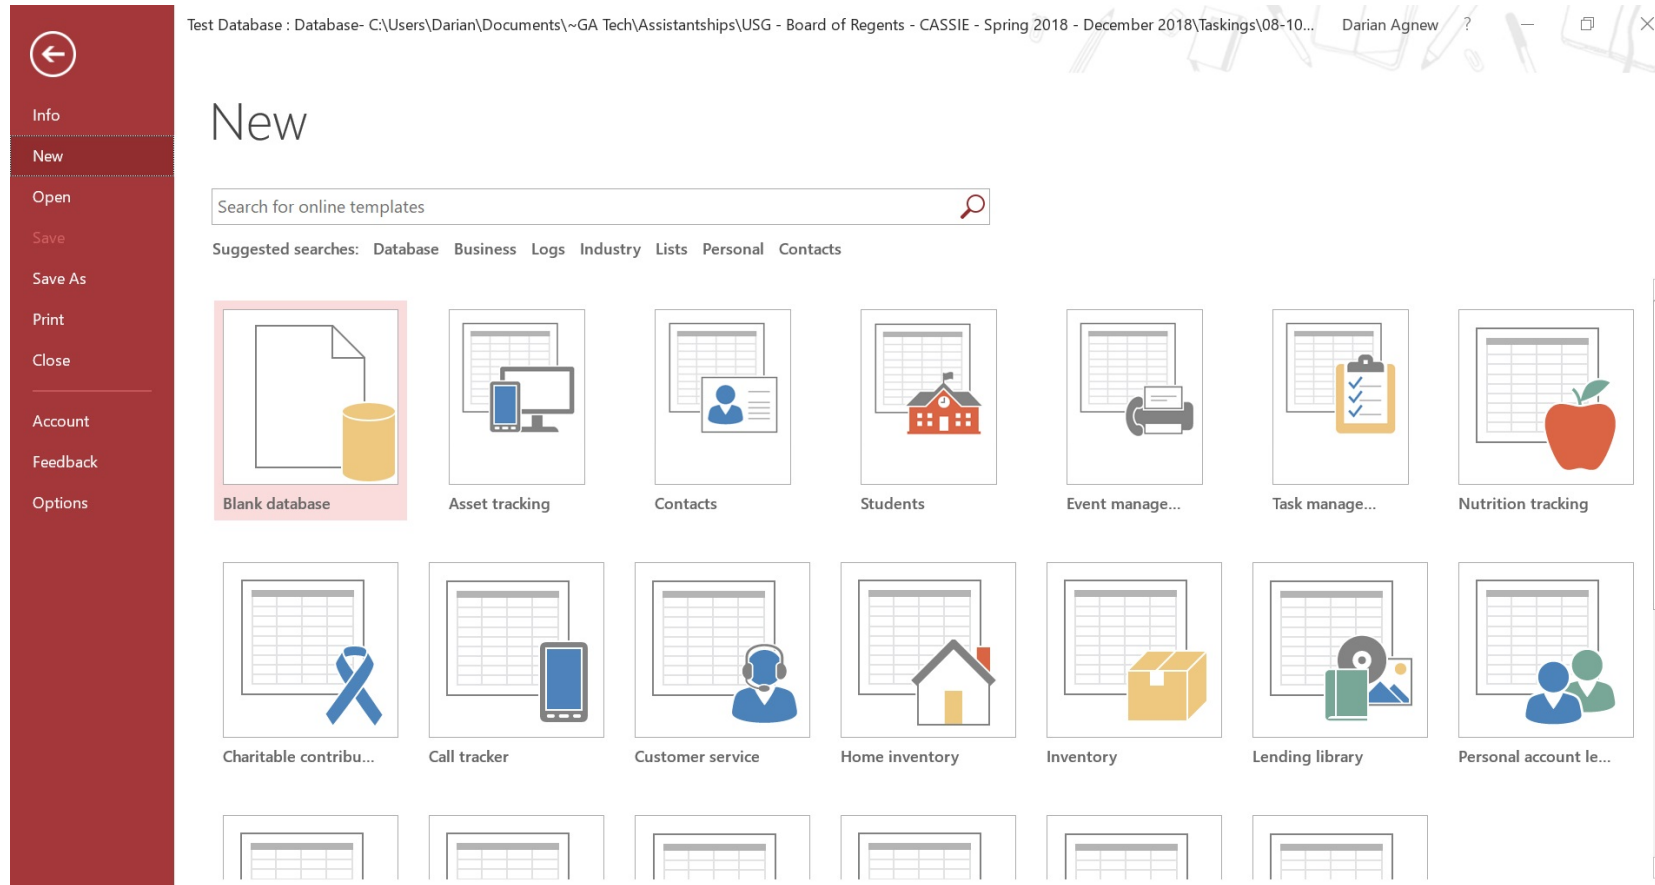 Test Database : Database- C:\Users\Darian\Documents\~GA Tech\Assistantships\USG - Board of Regents - CASSIE - Spring 2018 - December 2018\Taskings\08-10... Darian Agnew ?
Info
New
Open
Save
Save As
Print
Close
Account
Feedback
Options
New
Search for online templates
Suggested searches: Database Business Logs Industry Lists Personal Contacts
Blank database Asset tracking Contacts Students Event manage... Task manage... Nutrition tracking
Charitable contribu... Call tracker Customer service Home inventory Inventory Lending library Personal account le...